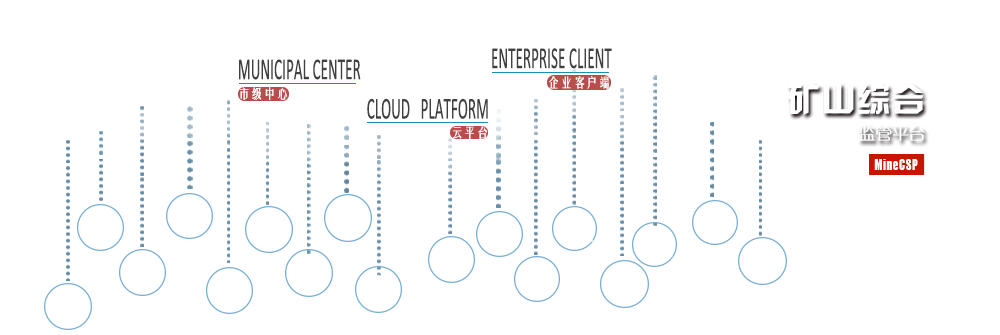 MUNICIPAL CENTER
市级中心
CLOUD PLATFORM
云平台
ENTERPRISE CLIENT
企业客户端
矿山综合
监管平台
MineCSP